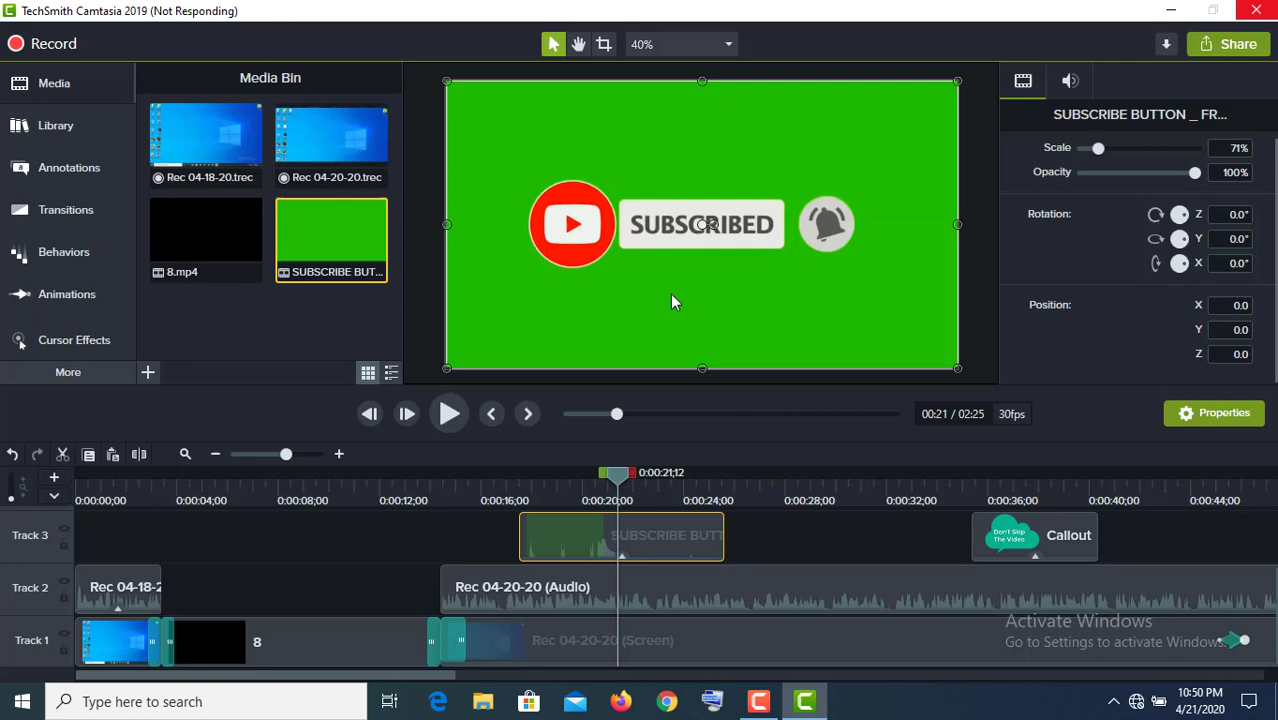 TechSmith Camtasia 2019 (Not Responding)
Record
40%
Share
Media
Library
Annotations
Transitions
Behaviors
Animations
Cursor Effects
More
Media Bin
Rec 04-18-20.trec
Rec 04-20-20.trec
8.mp4
SUBSCRIBE BUT...
SUBSCRIBED
SUBSCRIBE BUTTON _ FR...
Scale 71%
Opacity 100%
Rotation: Z 0.0°
Y 0.0°
X 0.0°
Position: X 0.0
Y 0.0
Z 0.0
00:21 / 02:25 30fps
Properties
0:00:21;12
0:00:00;00 0:00:04;00 0:00:08;00 0:00:12;00 0:00:16;00 0:00:20;00 0:00:24;00 0:00:28;00 0:00:32;00 0:00:36;00 0:00:40;00 0:00:44;00
Track 3
SUBSCRIBE BUTT
Don't Skip
The Video
Callout
Track 2
Rec 04-18-2
Rec 04-20-20 (Audio)
Track 1
8
Rec 04-20-20 (Screen)
Activate Windows
Go to Settings to activate Windows.
Type here to search
10:50 PM
4/21/2020